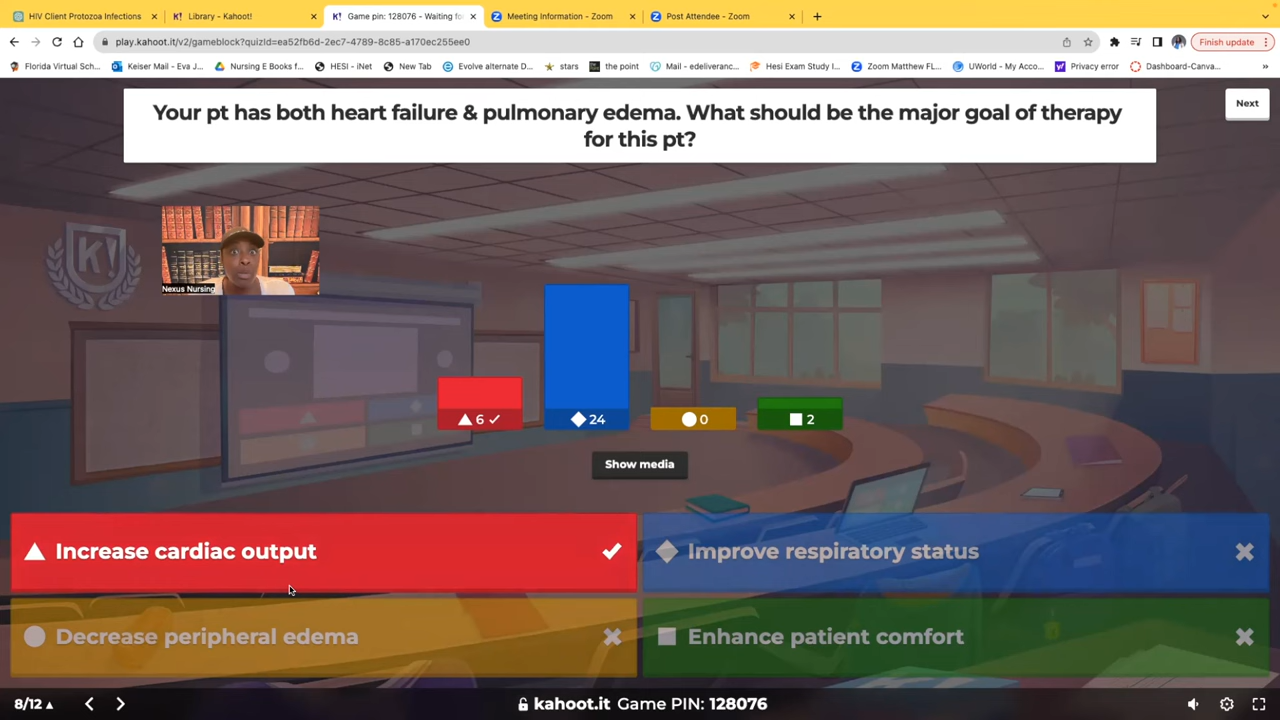 HIV Client Protozoa Infections
Library - Kahoot!
Game pin: 128076 - Waiting fo
Meeting Information - Zoom
Post Attendee - Zoom
play.kahoot.it/v2/gameblock?quizId=ea52fb6d-2ec7-4789-8c85-a170ec255ee0
Finish update
Florida Virtual Sch...
Keiser Mail - Eva J...
Nursing E Books f...
HESI - iNet
New Tab
Evolve alternate D...
stars
the point
Mail - edeliveranc...
Hesi Exam Study I...
Zoom Matthew FL...
UWorld - My Acco...
Privacy error
Dashboard-Canva...
»
Your pt has both heart failure & pulmonary edema. What should be the major goal of therapy
for this pt?
Next
K!
Nexus Nursing
6
24
0
2
Show media
Increase cardiac output
Improve respiratory status
Decrease peripheral edema
Enhance patient comfort
8/12
kahoot.it Game PIN: 128076